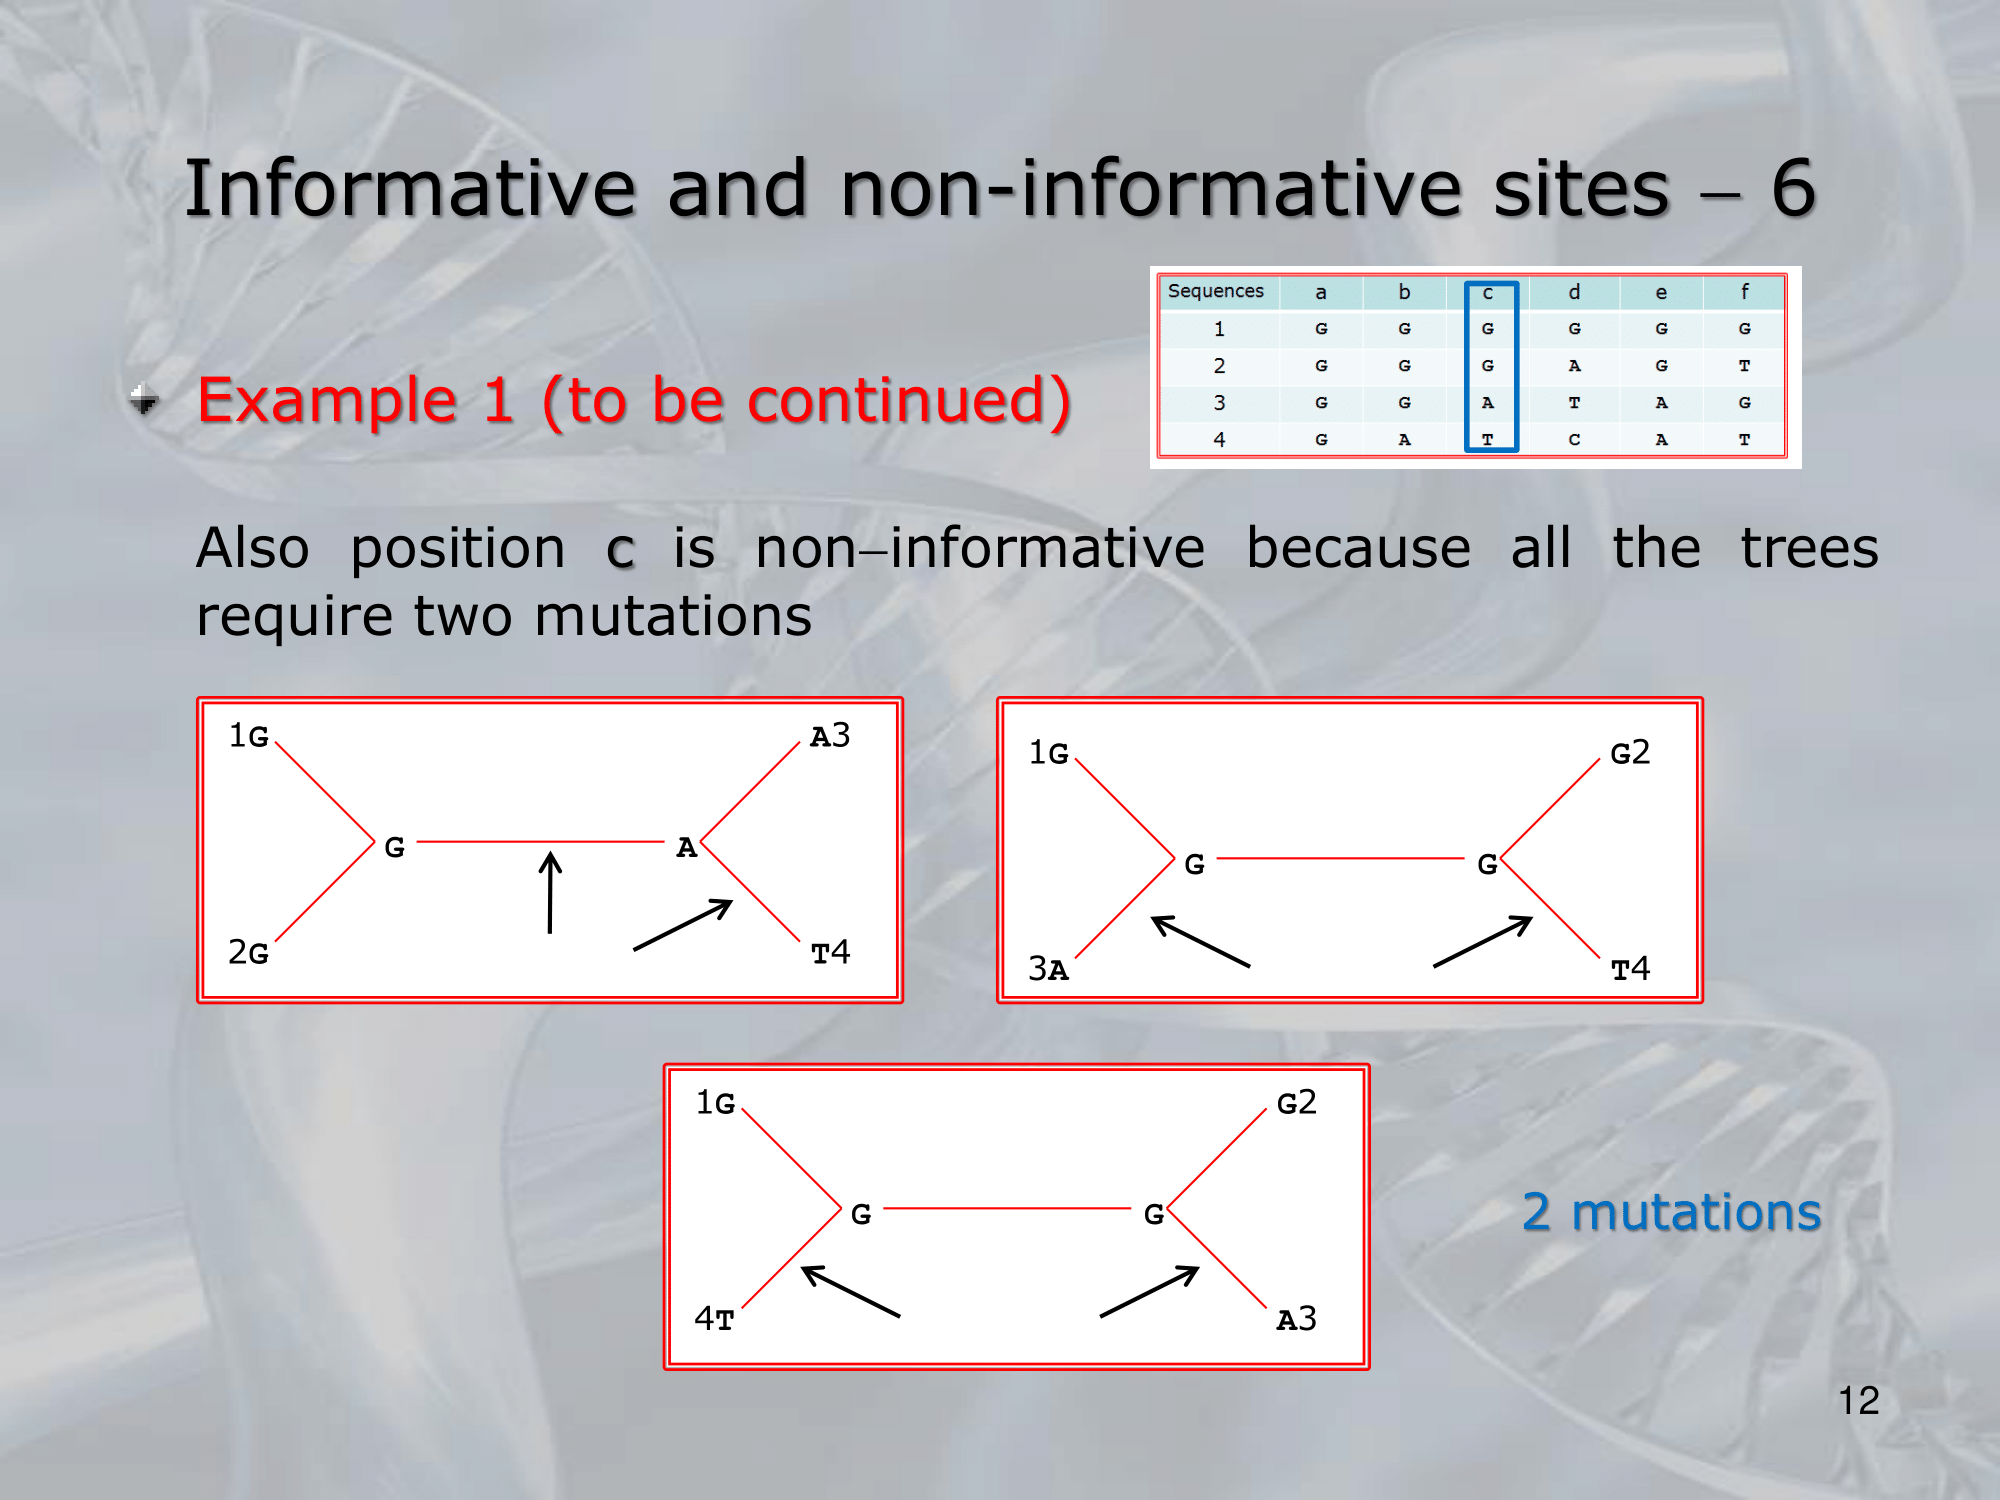 Informative and non-informative sites – 6
Sequences a b c d e f
1 G G G G G G
2 G G G A G T
3 G G A T A G
4 G A T C A T
Example 1 (to be continued)
Also position c is non–informative because all the trees
require two mutations
1G A3
G A
2G T4
1G G2
G G
3A T4
1G G2
G G
4T A3
2 mutations
12